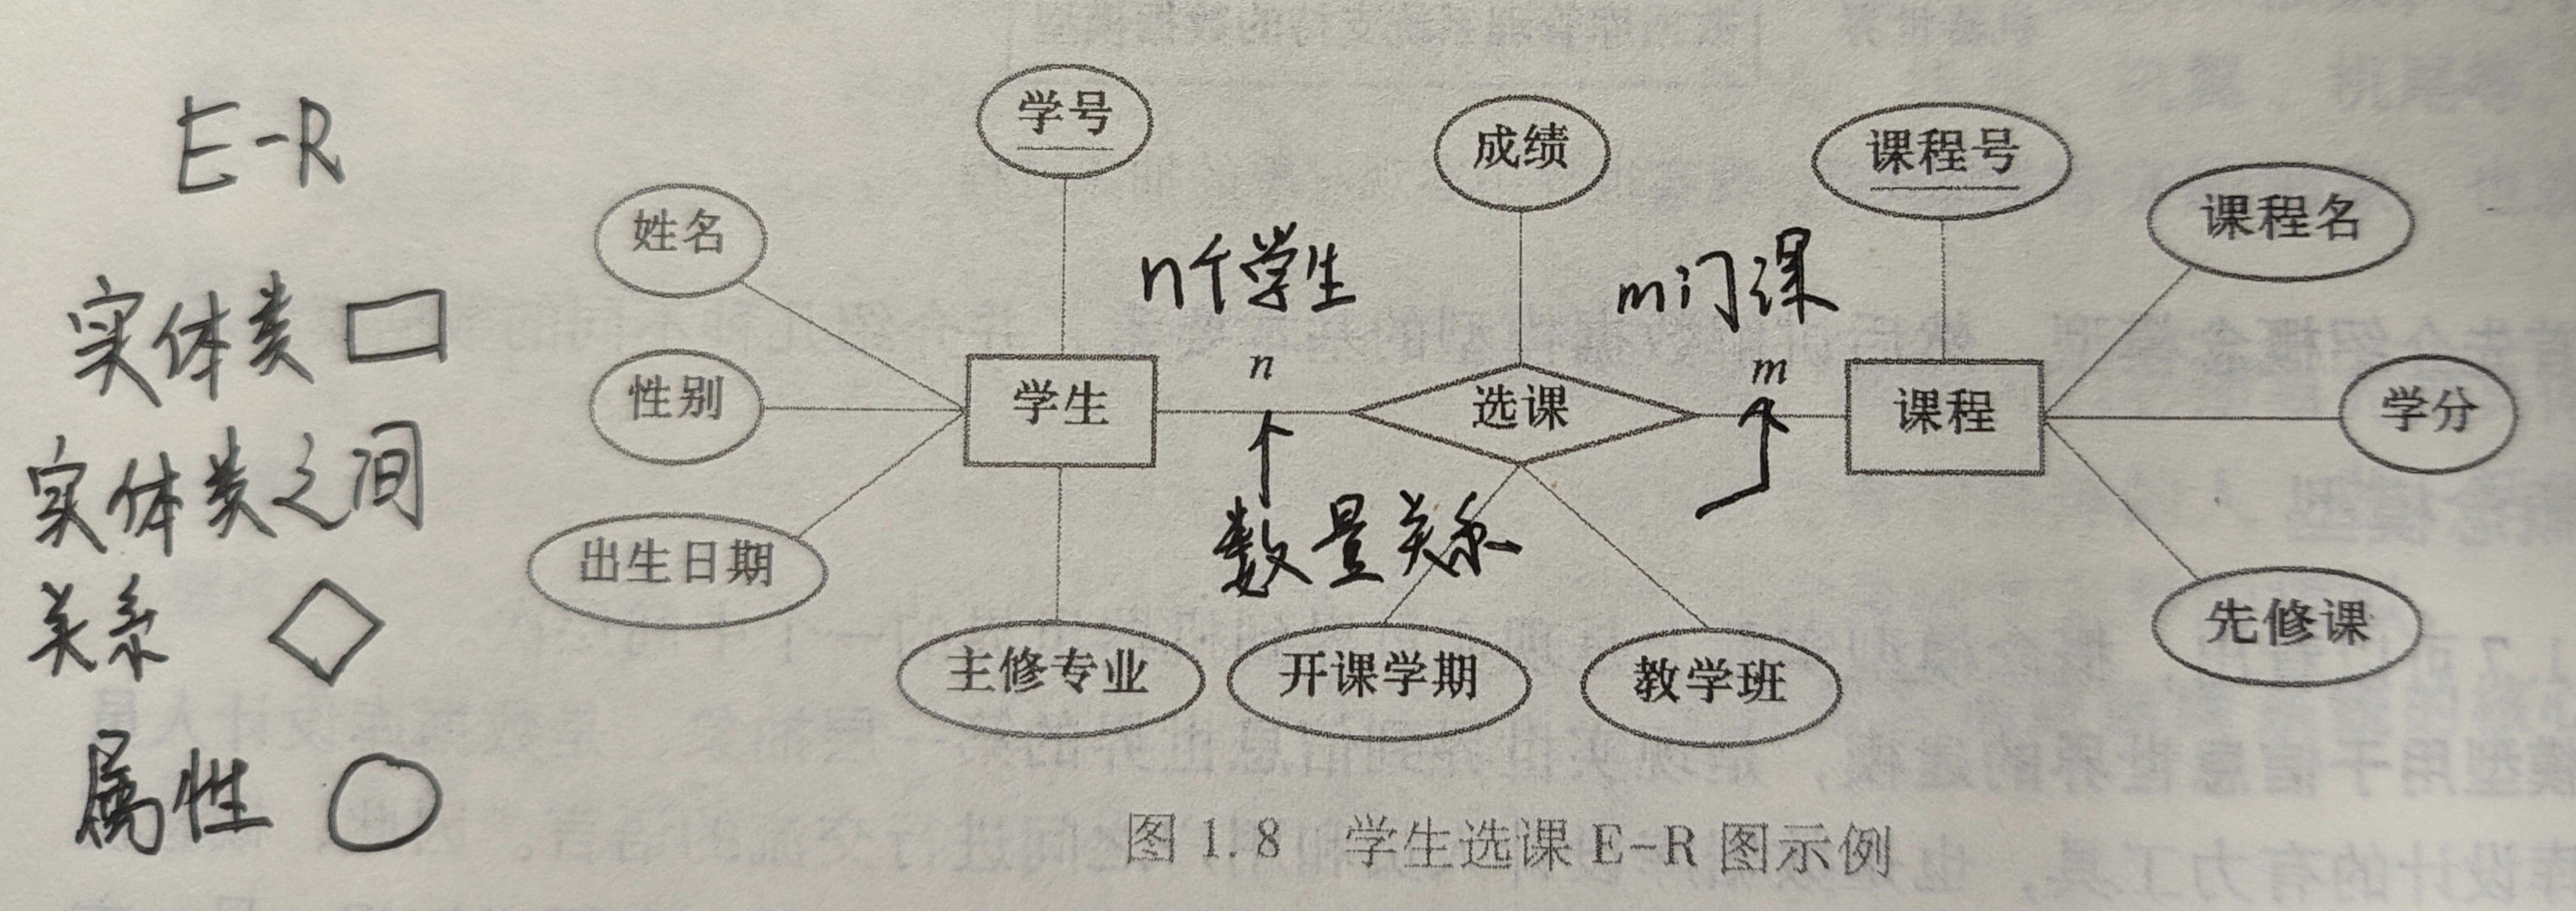 E-R
实体类
实体类之间
关系
属性
学号
成绩
课程号
课程名
姓名
n个学生
m门课
性别
学生
n
选课
m
课程
学分
数量关系
出生日期
先修课
主修专业
开课学期
教学班
图 1.8 学生选课 E-R 图示例